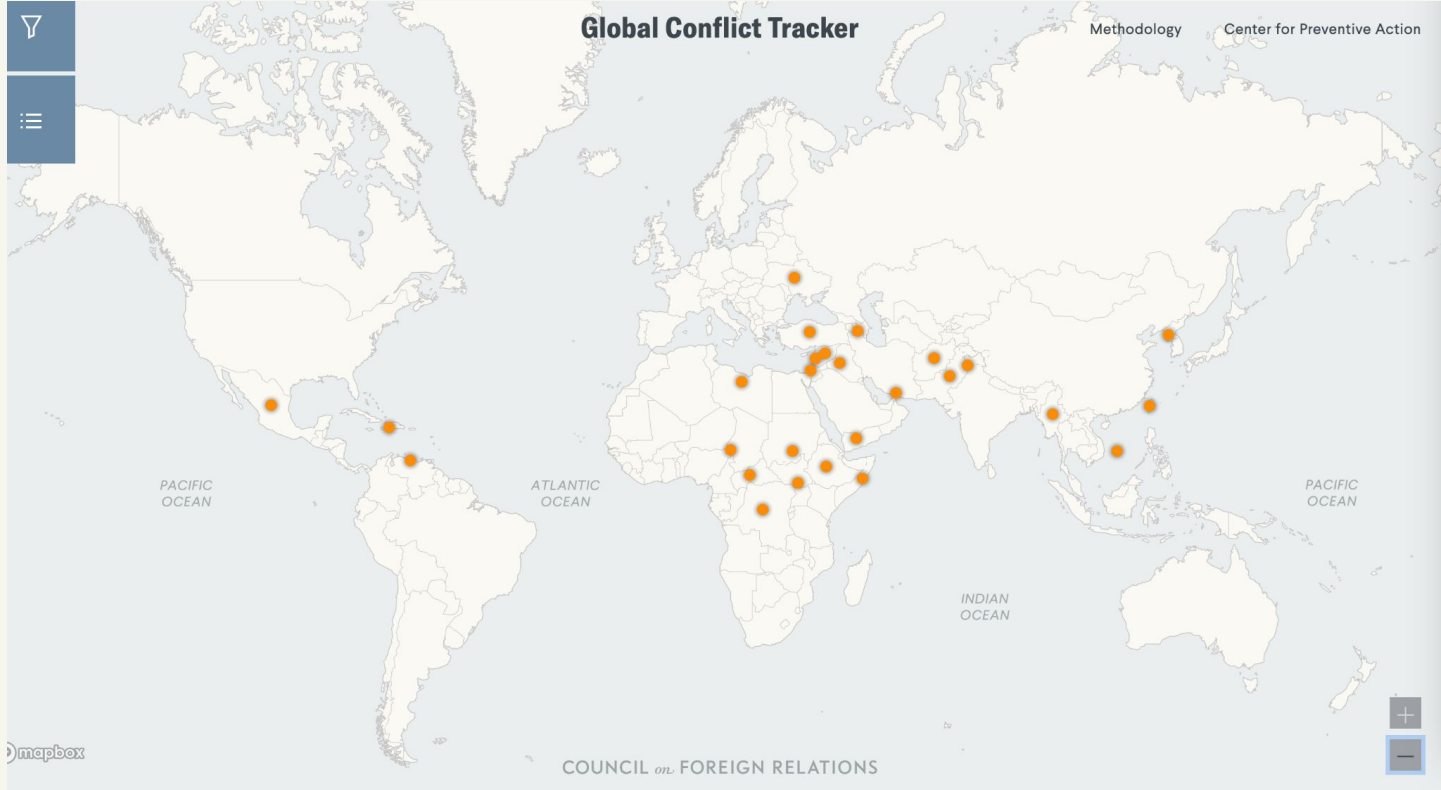 Global Conflict Tracker
Methodology
Center for Preventive Action
PACIFIC
OCEAN
ATLANTIC
OCEAN
PACIFIC
OCEAN
INDIAN
OCEAN
mapbox
COUNCIL on FOREIGN RELATIONS
+
−